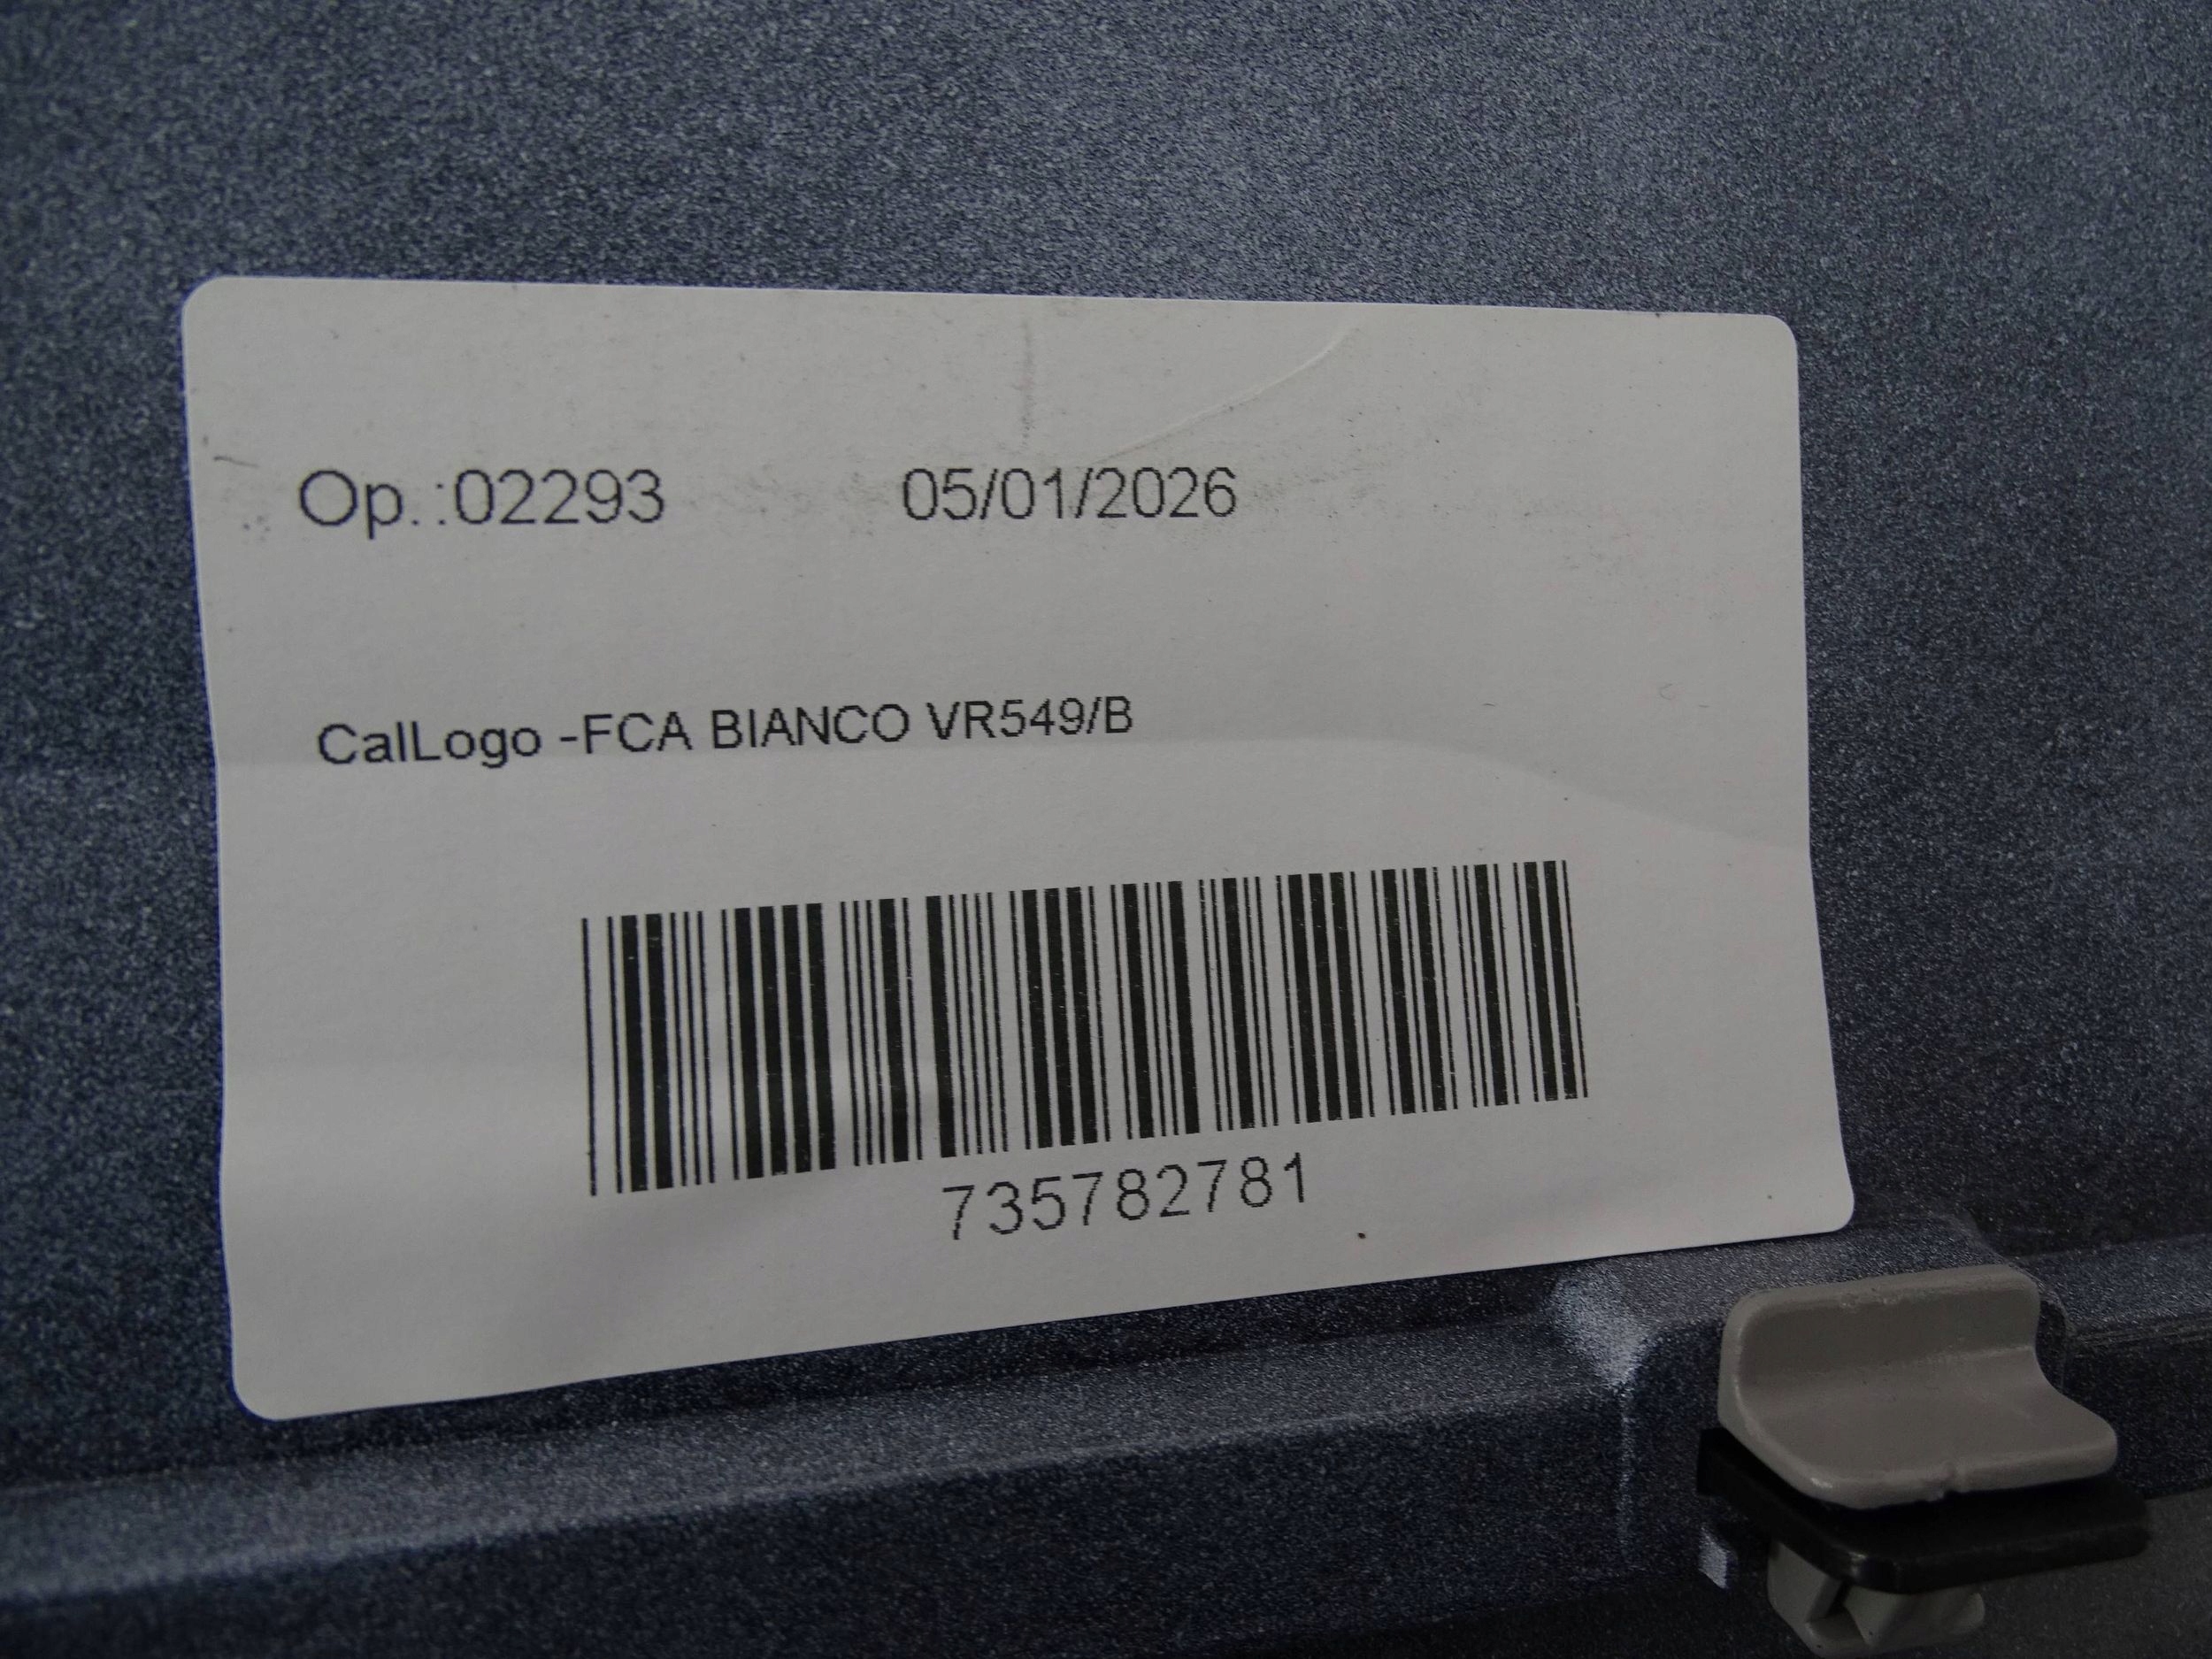 Op.:02293 05/01/2026
CalLogo -FCA BIANCO VR549/B
735782781